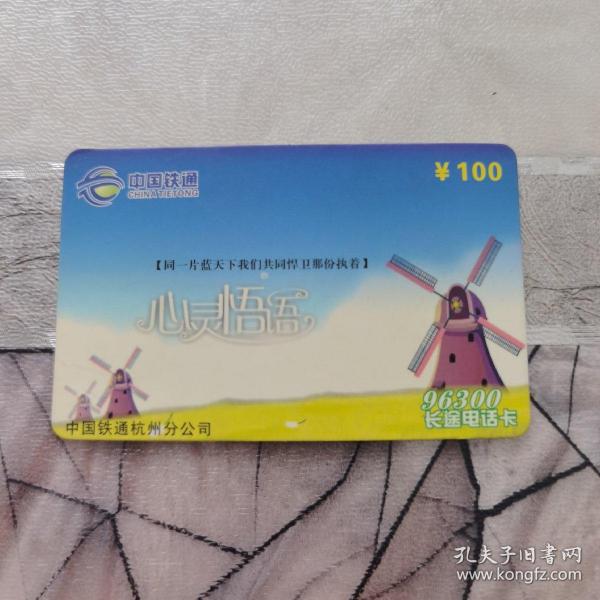 中国铁通
CHINA TIETONG
¥100
【同一片蓝天下我们共同悍卫那份执着】
心灵悟语
96300
长途电话卡
中国铁通杭州分公司
孔夫子旧书网
www.kongfz.com